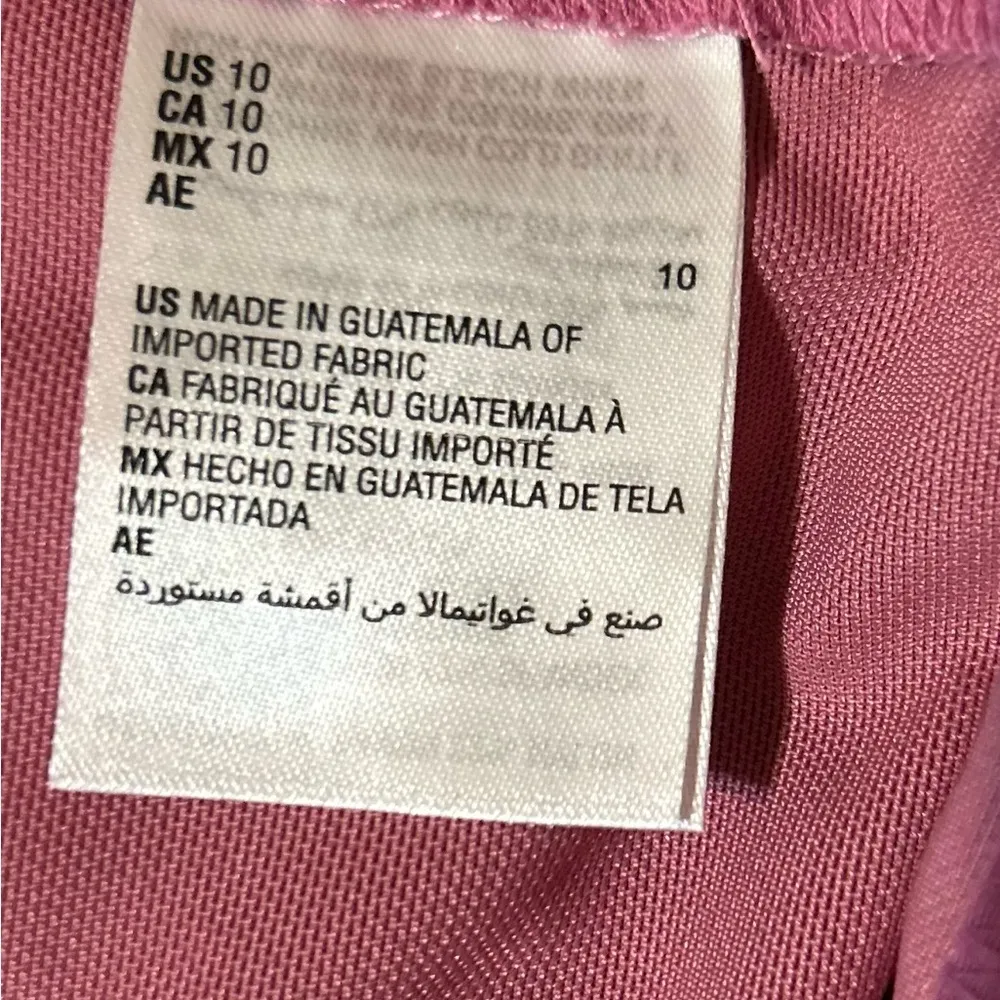 US 10
CA 10
MX 10
AE
10
US MADE IN GUATEMALA OF
IMPORTED FABRIC
CA FABRIQUÉ AU GUATEMALA À
PARTIR DE TISSU IMPORTÉ
MX HECHO EN GUATEMALA DE TELA
IMPORTADA
AE
صنع في غواتيمالا من أقمشة مستوردة